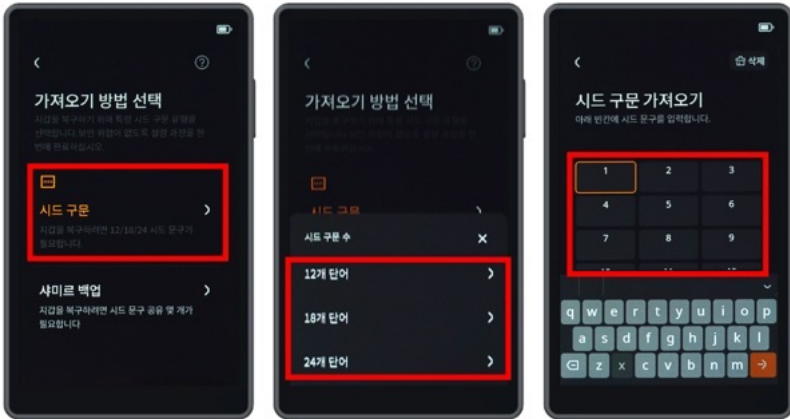 가져오기 방법 선택
지갑을 복구하기 위해 특정 시드 구문 유형을
선택합니다. 보안 위협이 없도록 설정 과정을 한
번에 완료하십시오.
시드 구문
지갑을 복구하려면 12/18/24 시드 문구가
필요합니다.
샤미르 백업
지갑을 복구하려면 시드 문구 공유 몇 개가
필요합니다
가져오기 방법 선택
시드 구문
시드 구문 수
12개 단어
18개 단어
24개 단어
삭제
시드 구문 가져오기
아래 빈칸에 시드 문구를 입력합니다.
1 2 3
4 5 6
7 8 9
q w e r t y u i o p
a s d f g h j k l
z x c v b n m